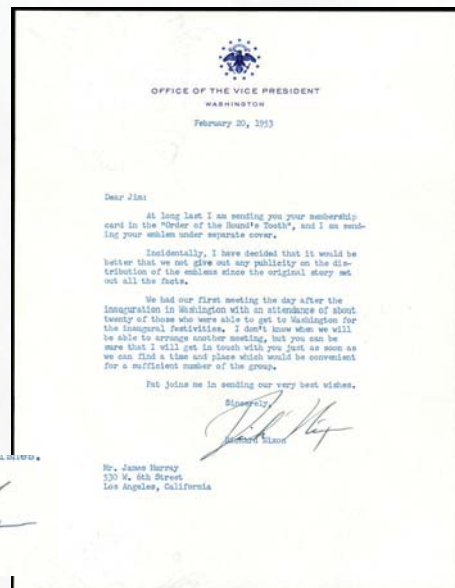 OFFICE OF THE VICE PRESIDENT
WASHINGTON
February 20, 1953
Dear Jim:
At long last I am sending you your membership
card in the "Order of the Hound's Tooth", and I am send-
ing your emblem under separate cover.
Incidentally, I have decided that it would be
better that we not give out any publicity on the dis-
tribution of the emblems since the original story set
out all the facts.
We had our first meeting the day after the
inauguration in Washington with an attendance of about
twenty of those who were able to get to Washington for
the inaugural festivities. I don't know when we will
be able to arrange another meeting, but you can be
sure that I will get in touch with you just as soon as
we can find a time and place which would be convenient
for a sufficient number of the group.
Pat joins me in sending our very best wishes.
Sincerely,
Dick Nixon
Richard Nixon
Mr. James Murray
530 W. 6th Street
Los Angeles, California